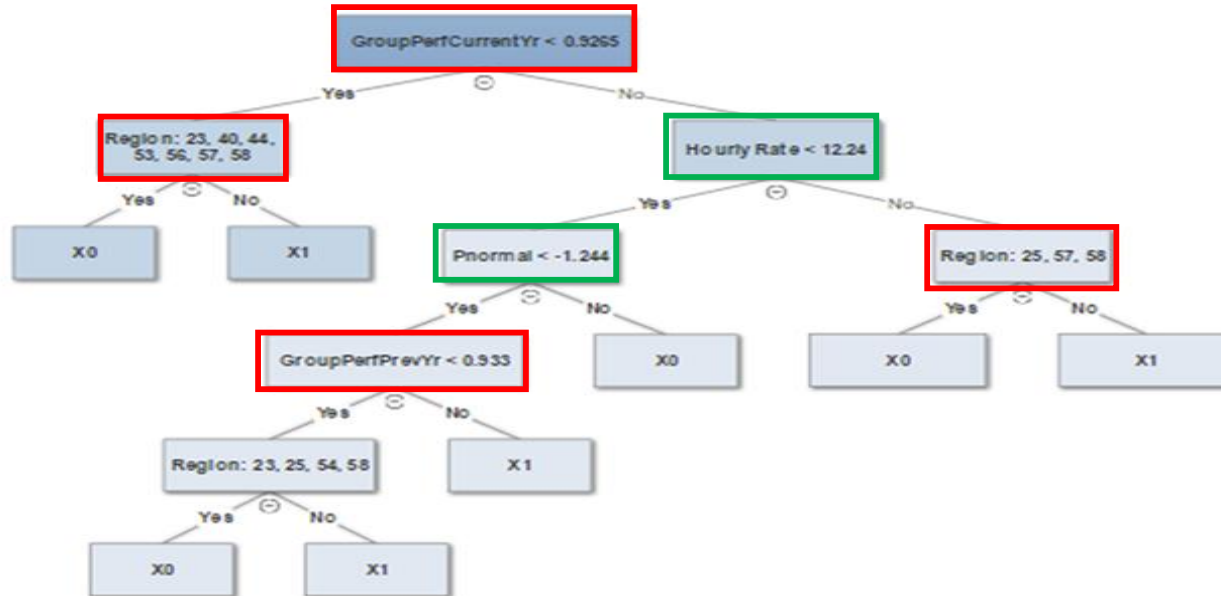 GroupPerfCurrentYr < 0.9265
Yes
No
Region: 23, 40, 44,
53, 56, 57, 58
Hourly Rate < 12.24
Yes
No
Yes
No
X0
X1
Pnormal < -1.244
Region: 25, 57, 58
Yes
No
Yes
No
GroupPerfPrevYr < 0.933
X0
X0
X1
Yes
No
Region: 23, 25, 54, 58
X1
Yes
No
X0
X1